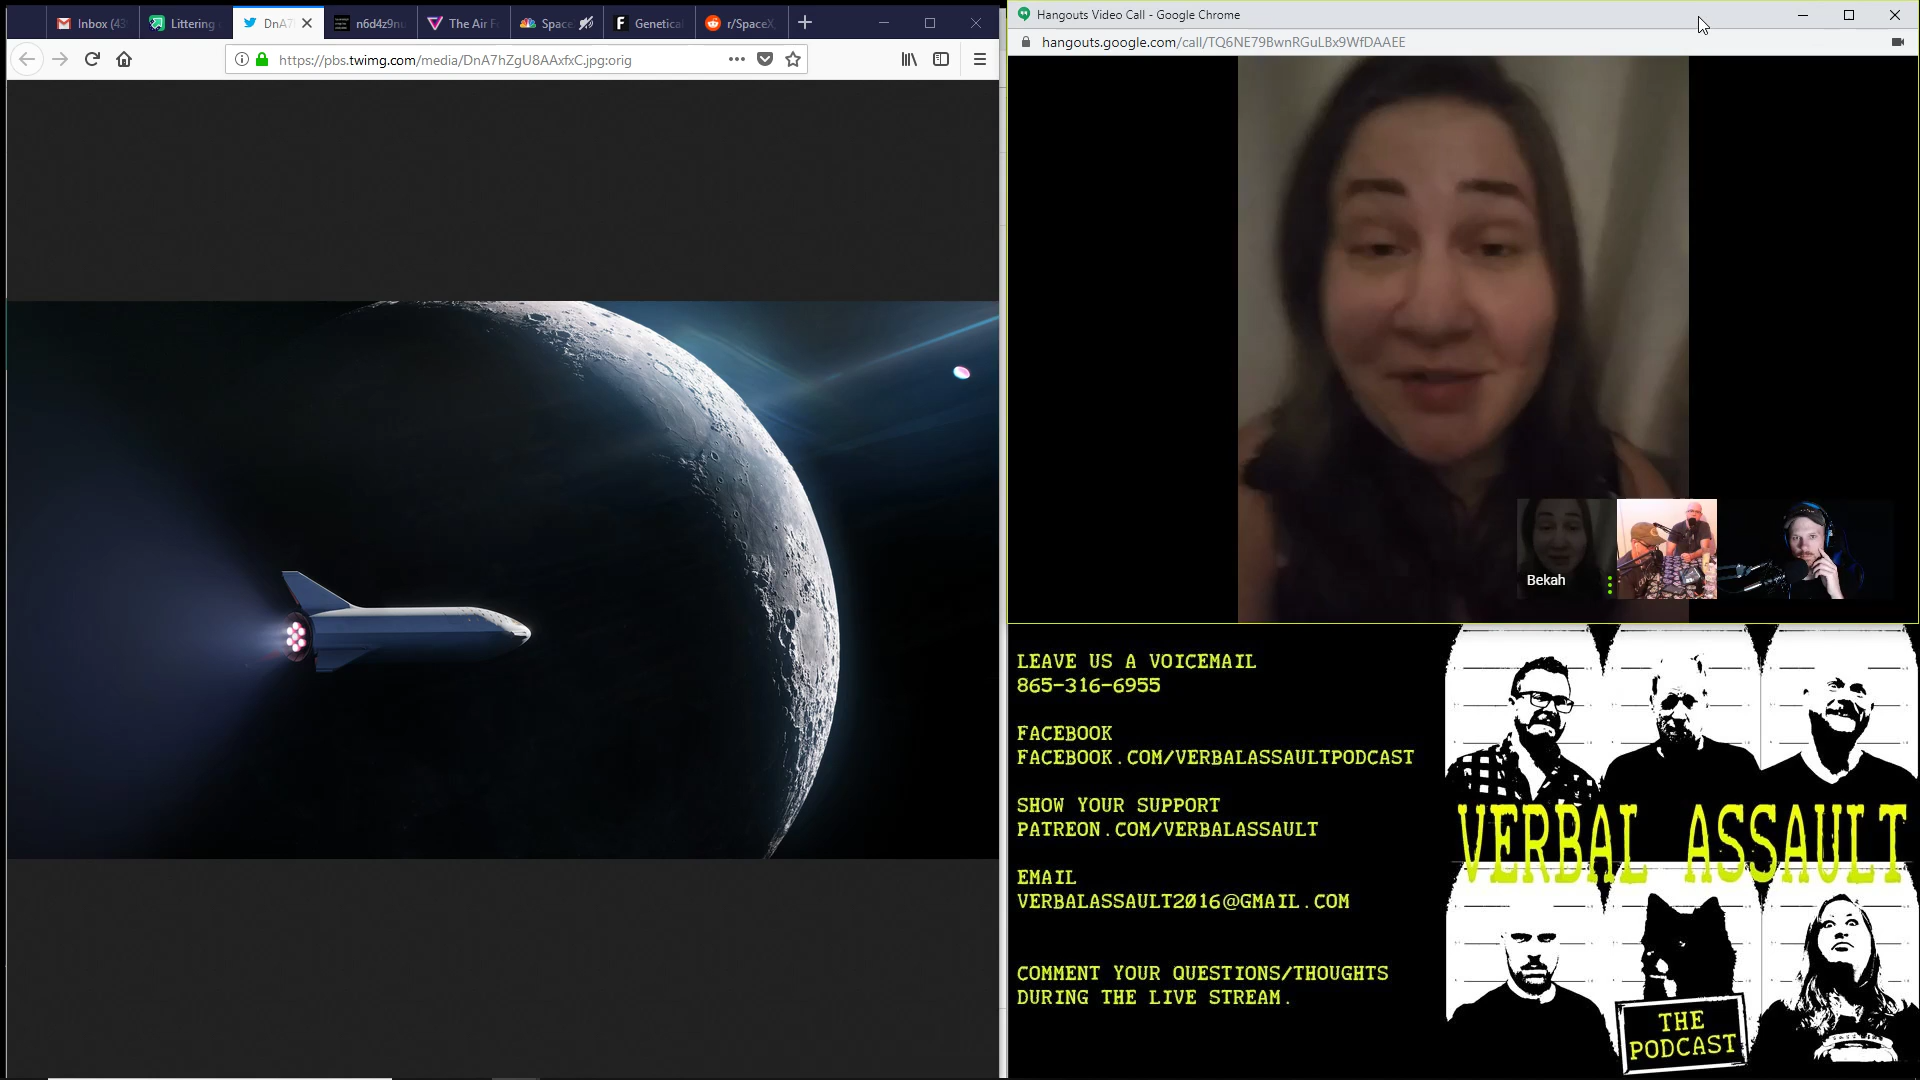 Inbox (43
Littering
DnA7
n6d4z9nu
The Air F
Space
Genetical
r/SpaceX
https://pbs.twimg.com/media/DnA7hZgU8AAxfxC.jpg:orig
Hangouts Video Call - Google Chrome
hangouts.google.com/call/TQ6NE79BwnRGuLBx9WfDAAEE
Bekah
LEAVE US A VOICEMAIL
865-316-6955
FACEBOOK
FACEBOOK.COM/VERBALASSAULTPODCAST
SHOW YOUR SUPPORT
PATREON.COM/VERBALASSAULT
EMAIL
VERBALASSAULT2016@GMAIL.COM
COMMENT YOUR QUESTIONS/THOUGHTS
DURING THE LIVE STREAM.
VERBAL ASSAULT
THE
PODCAST